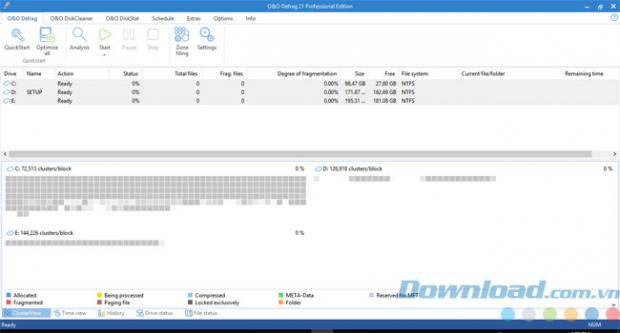 O&O Defrag 21 Professional Edition
O&O Defrag O&O DiskCleaner O&O DiskStat Schedule Extras Options Info
QuickStart Optimize all Analysis Start Pause Stop Zone filing Settings
Quickstart
Drive Name Action Status Total files Frag. files Degree of fragmentation Size Free File system Current file/folder Remaining time
C: Ready 0% 0 0 0.00% 98.47 GB 27.80 GB NTFS
D: SETUP Ready 0% 0 0 0.00% 171.87 ... 162.69 GB NTFS
E: Ready 0% 0 0 0.00% 195.31 ... 181.08 GB NTFS
C: 72,513 clusters/block 0 % D: 126,918 clusters/block 0 %
E: 144,226 clusters/block 0 %
Allocated Being processed Compressed META-Data Reserved for MFT
Fragmented Paging file Locked exclusively Folder
Download.com.vn
ClusterView Time view History Drive status File status
Ready NUM